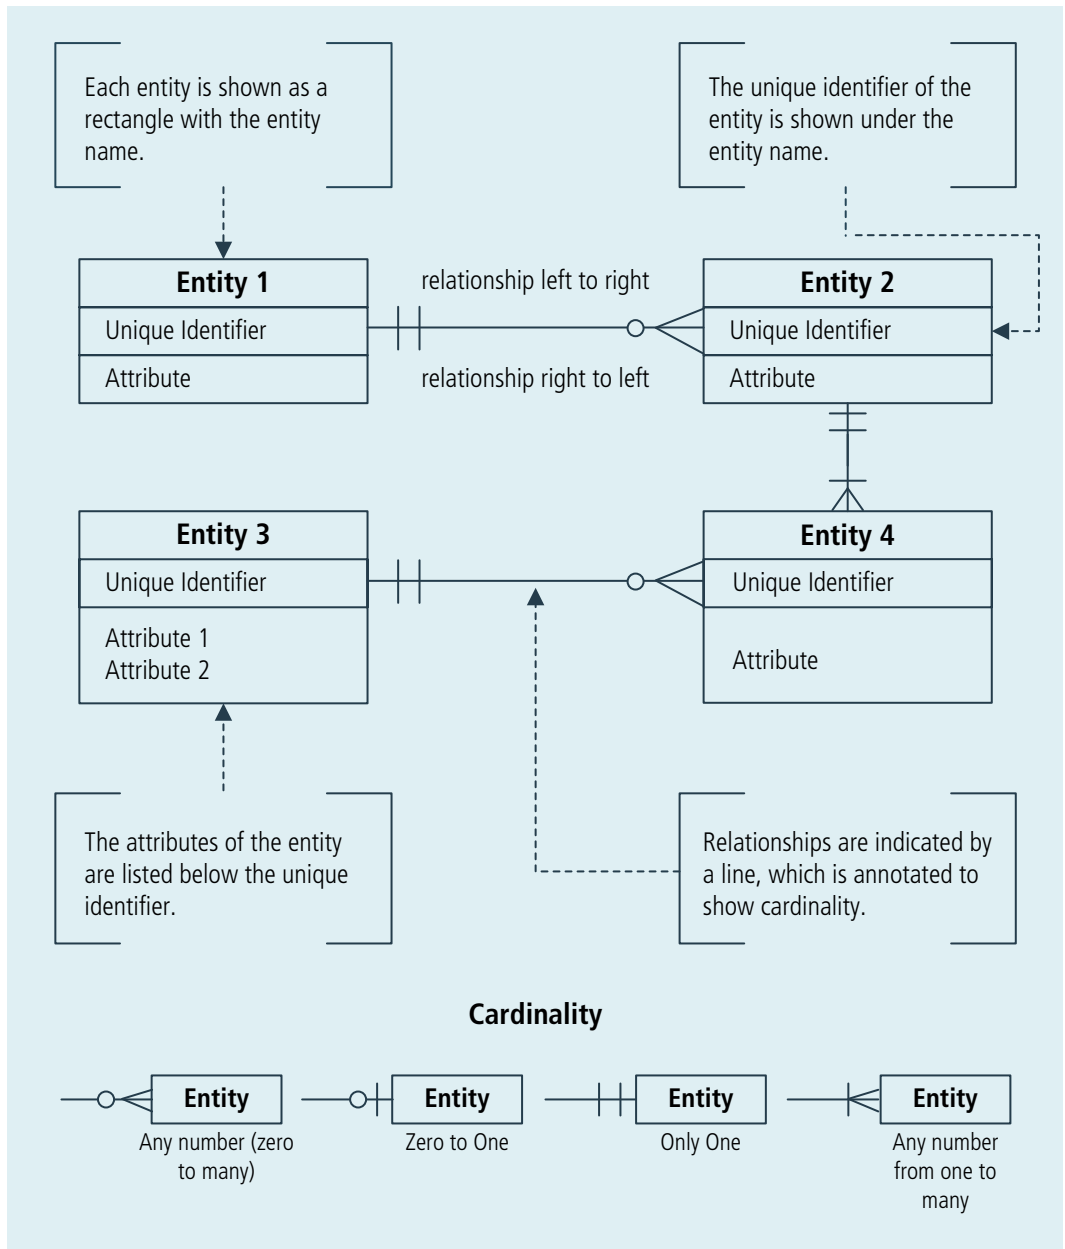 Each entity is shown as a
rectangle with the entity
name.
The unique identifier of the
entity is shown under the
entity name.
Entity 1
Unique Identifier
Attribute
relationship left to right
relationship right to left
Entity 2
Unique Identifier
Attribute
Entity 3
Unique Identifier
Attribute 1
Attribute 2
Entity 4
Unique Identifier
Attribute
The attributes of the entity
are listed below the unique
identifier.
Relationships are indicated by
a line, which is annotated to
show cardinality.
Cardinality
Entity
Any number (zero
to many)
Entity
Zero to One
Entity
Only One
Entity
Any number
from one to
many